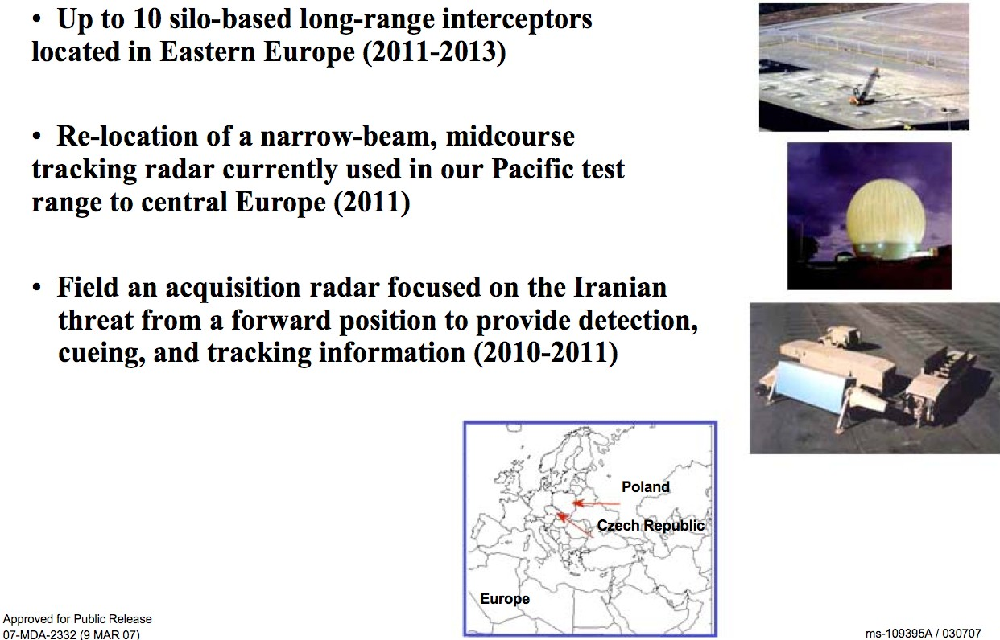 • Up to 10 silo-based long-range interceptors
located in Eastern Europe (2011-2013)
• Re-location of a narrow-beam, midcourse
tracking radar currently used in our Pacific test
range to central Europe (2011)
• Field an acquisition radar focused on the Iranian
threat from a forward position to provide detection,
cueing, and tracking information (2010-2011)
Poland
Czech Republic
Europe
Approved for Public Release
07-MDA-2332 (9 MAR 07)
ms-109395A / 030707